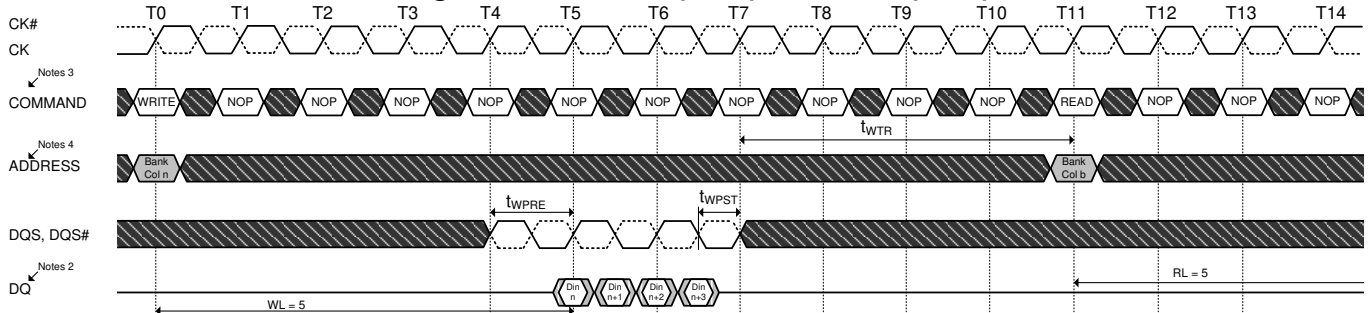 T0 T1 T2 T3 T4 T5 T6 T7 T8 T9 T10 T11 T12 T13 T14
CK#
CK
Notes 3
COMMAND WRITE NOP NOP NOP NOP NOP NOP NOP NOP NOP NOP READ NOP NOP NOP
tWTR
Notes 4
ADDRESS Bank Col n Bank Col b
tWPRE tWPST
DQS, DQS#
Notes 2
DQ Din n Din n+1 Din n+2 Din n+3
RL = 5
WL = 5